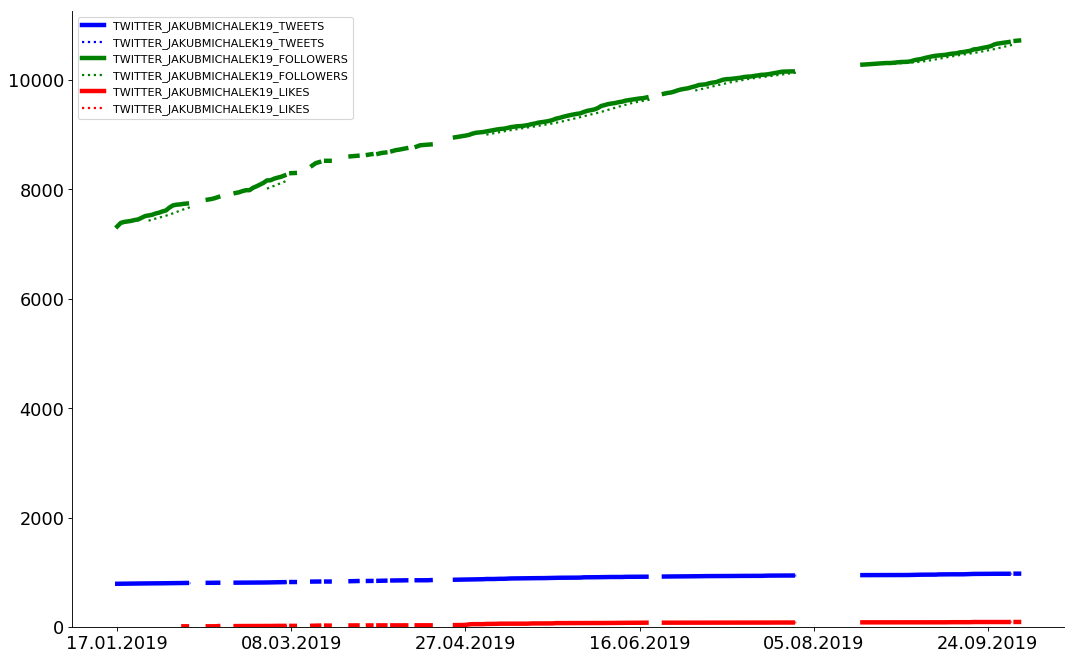 TWITTER_JAKUBMICHALEK19_TWEETS
TWITTER_JAKUBMICHALEK19_TWEETS
TWITTER_JAKUBMICHALEK19_FOLLOWERS
TWITTER_JAKUBMICHALEK19_FOLLOWERS
TWITTER_JAKUBMICHALEK19_LIKES
TWITTER_JAKUBMICHALEK19_LIKES
10000
8000
6000
4000
2000
0
17.01.2019 08.03.2019 27.04.2019 16.06.2019 05.08.2019 24.09.2019